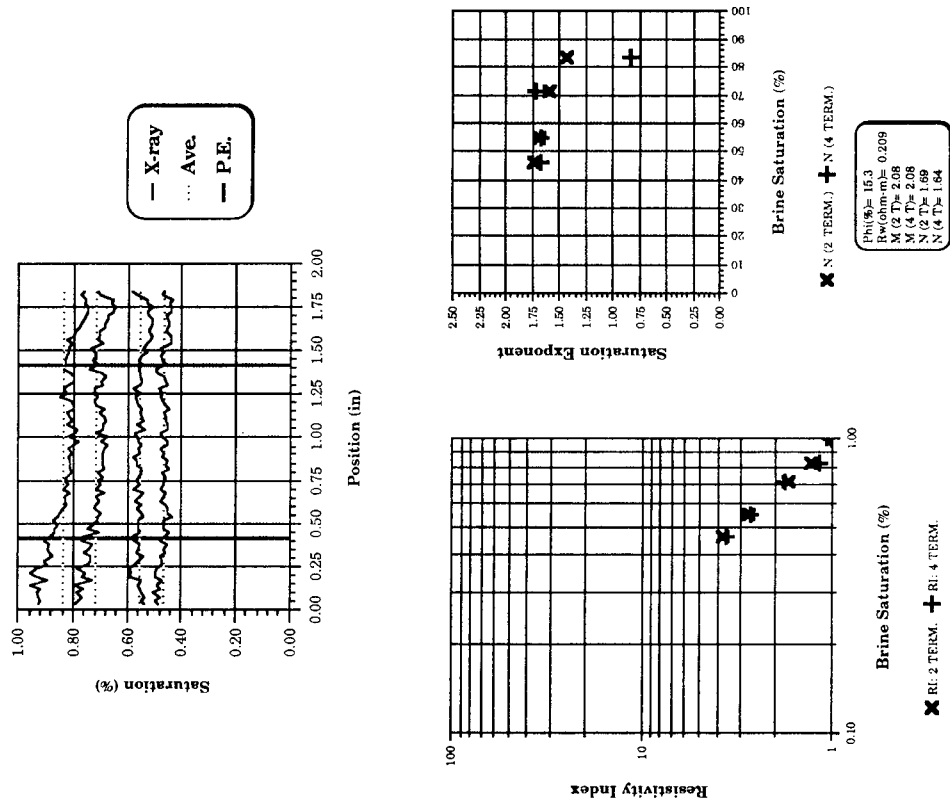 1.00
0.80
0.60
0.40
0.20
0.00
Saturation (%)
0.00
0.25
0.50
0.75
1.00
1.25
1.50
1.75
2.00
Position (in)
X-ray
Ave.
P.E.
100
10
1
Resistivity Index
0.10
1.00
Brine Saturation (%)
RI: 2 TERM. RI: 4 TERM.
2.50
2.25
2.00
1.75
1.50
1.25
1.00
0.75
0.50
0.25
0.00
Saturation Exponent
0
10
20
30
40
50
60
70
80
90
100
Brine Saturation (%)
N (2 TERM.) N (4 TERM.)
Phi(%)= 15.3
Rw(ohm-m)= 0.209
M (2 T)= 2.08
M (4 T)= 2.08
N (2 T)= 1.69
N (4 T)= 1.64